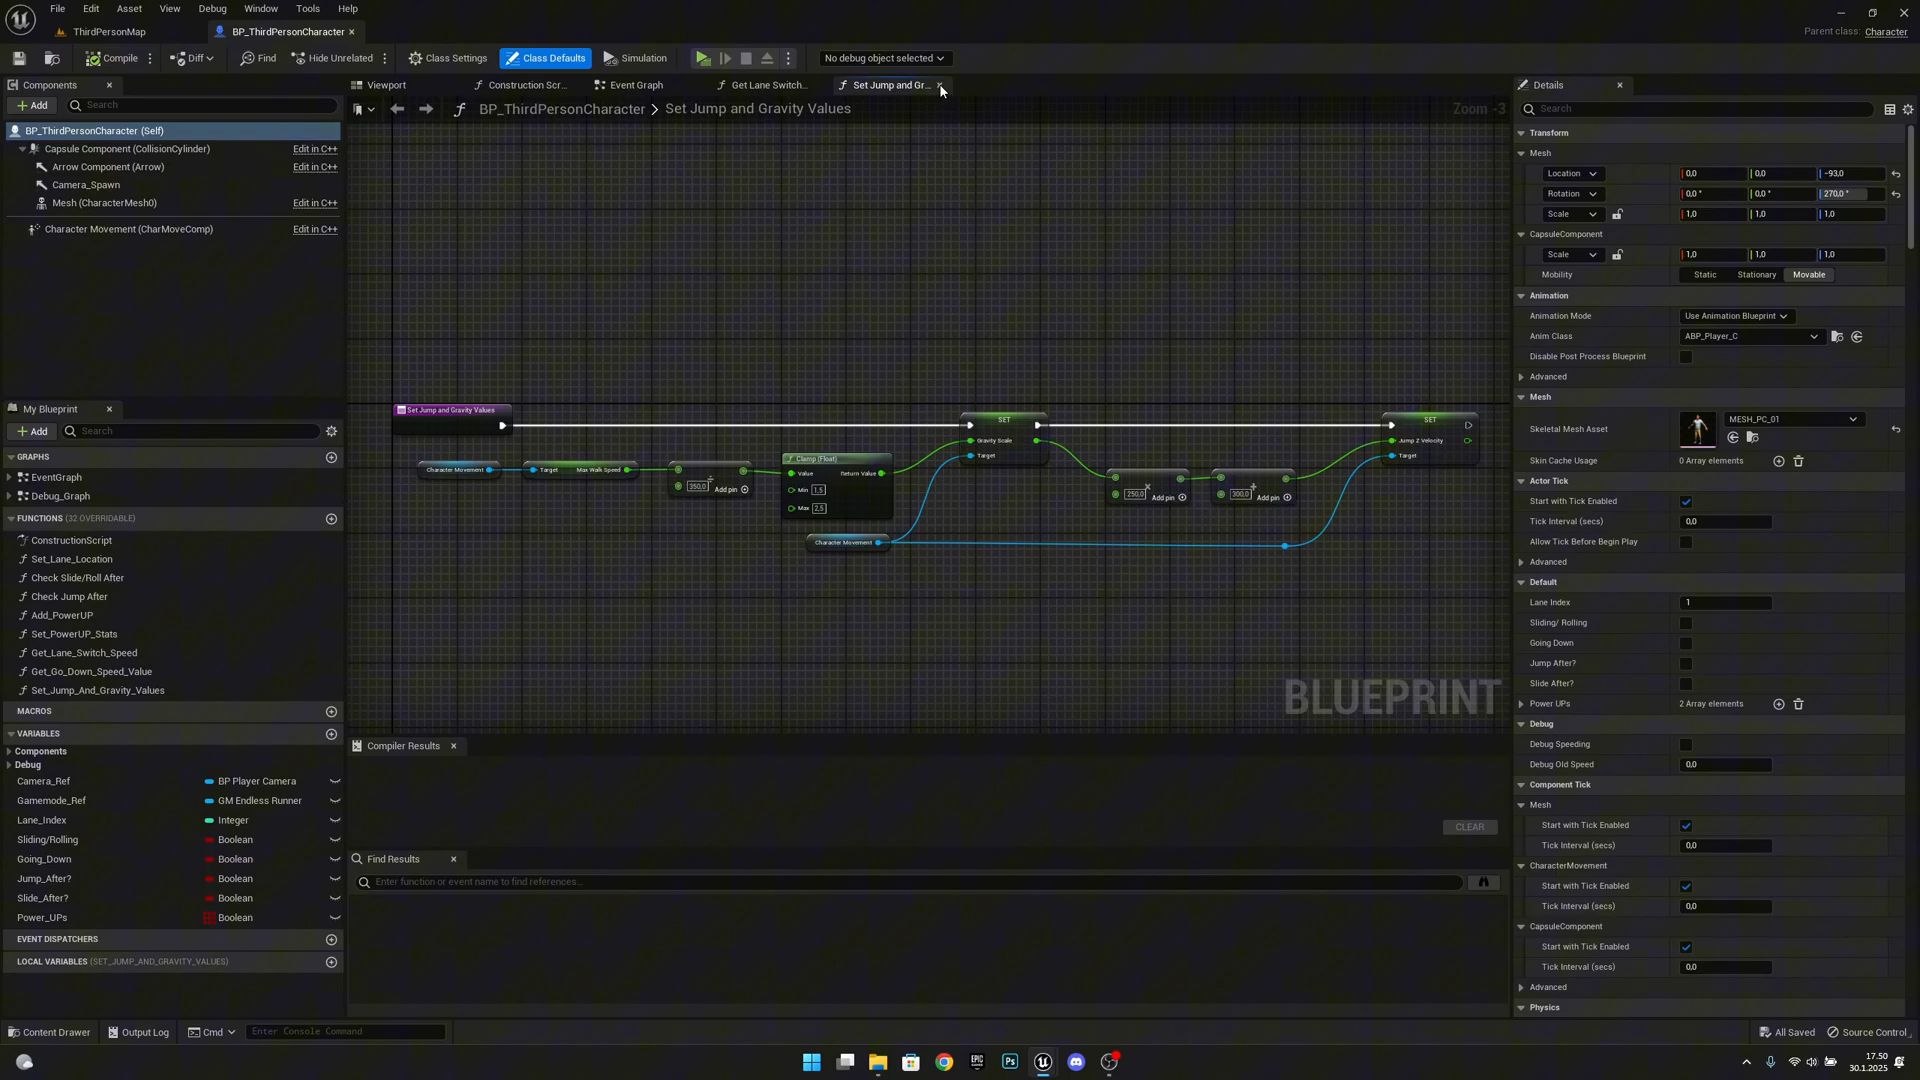 File Edit Asset View Debug Window Tools Help
ThirdPersonMap BP_ThirdPersonCharacter
Parent class: Character
Compile Diff Find Hide Unrelated Class Settings Class Defaults Simulation No debug object selected
Components
Add Search
BP_ThirdPersonCharacter (Self)
Capsule Component (CollisionCylinder) Edit in C++
Arrow Component (Arrow) Edit in C++
Camera_Spawn
Mesh (CharacterMesh0) Edit in C++
Character Movement (CharMoveComp) Edit in C++
My Blueprint
Add Search
GRAPHS
EventGraph
Debug_Graph
FUNCTIONS (32 OVERRIDABLE)
ConstructionScript
Set_Lane_Location
Check Slide/Roll After
Check Jump After
Add_PowerUP
Set_PowerUP_Stats
Get_Lane_Switch_Speed
Get_Go_Down_Speed_Value
Set_Jump_And_Gravity_Values
MACROS
VARIABLES
Components
Debug
Camera_Ref BP Player Camera
Gamemode_Ref GM Endless Runner
Lane_Index Integer
Sliding/Rolling Boolean
Going_Down Boolean
Jump_After? Boolean
Slide_After? Boolean
Power_UPs Boolean
EVENT DISPATCHERS
LOCAL VARIABLES (SET_JUMP_AND_GRAVITY_VALUES)
Viewport Construction Scr... Event Graph Get Lane Switch... Set Jump and Gr...
BP_ThirdPersonCharacter > Set Jump and Gravity Values Zoom -3
Set Jump and Gravity Values
Character Movement
Target Max Walk Speed
350,0 Add pin
Clamp (Float)
Value Return Value
Min 1,5
Max 2,5
Character Movement
SET
Gravity Scale
Target
250,0 Add pin
300,0 Add pin
SET
Jump Z Velocity
Target
BLUEPRINT
Compiler Results
CLEAR
Find Results
Enter function or event name to find references...
Details
Search
Transform
Mesh
Location 0,0 0,0 -93,0
Rotation 0,0 ° 0,0 ° 270,0 °
Scale 1,0 1,0 1,0
CapsuleComponent
Scale 1,0 1,0 1,0
Mobility Static Stationary Movable
Animation
Animation Mode Use Animation Blueprint
Anim Class ABP_Player_C
Disable Post Process Blueprint
Advanced
Mesh
Skeletal Mesh Asset MESH_PC_01
Skin Cache Usage 0 Array elements
Actor Tick
Start with Tick Enabled
Tick Interval (secs) 0,0
Allow Tick Before Begin Play
Advanced
Default
Lane Index 1
Sliding/ Rolling
Going Down
Jump After?
Slide After?
Power UPs 2 Array elements
Debug
Debug Speeding
Debug Old Speed 0,0
Component Tick
Mesh
Start with Tick Enabled
Tick Interval (secs) 0,0
CharacterMovement
Start with Tick Enabled
Tick Interval (secs) 0,0
CapsuleComponent
Start with Tick Enabled
Tick Interval (secs) 0,0
Advanced
Physics
Content Drawer Output Log Cmd Enter Console Command All Saved Source Control
EPIC Ps
17.50
30.1.2025